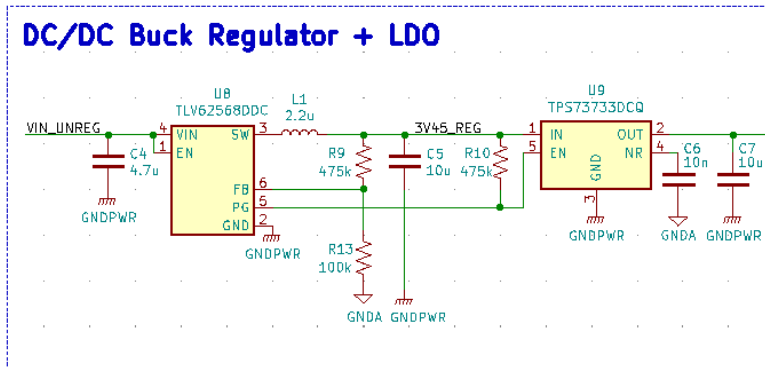 DC/DC Buck Regulator + LDO
U8
TLV62568DDC
U9
TPS73733DCQ
L1
2.2u
VIN_UNREG
4
VIN
SW
3
3V45_REG
1
IN
OUT
2
1
EN
5
EN
NR
4
C4
4.7u
R9
475k
C5
10u
R10
475k
GND
3
C6
10n
C7
10u
FB
6
PG
5
GND
2
GNDPWR
GNDPWR
R13
100k
GNDPWR
GNDA
GNDPWR
GNDA
GNDPWR